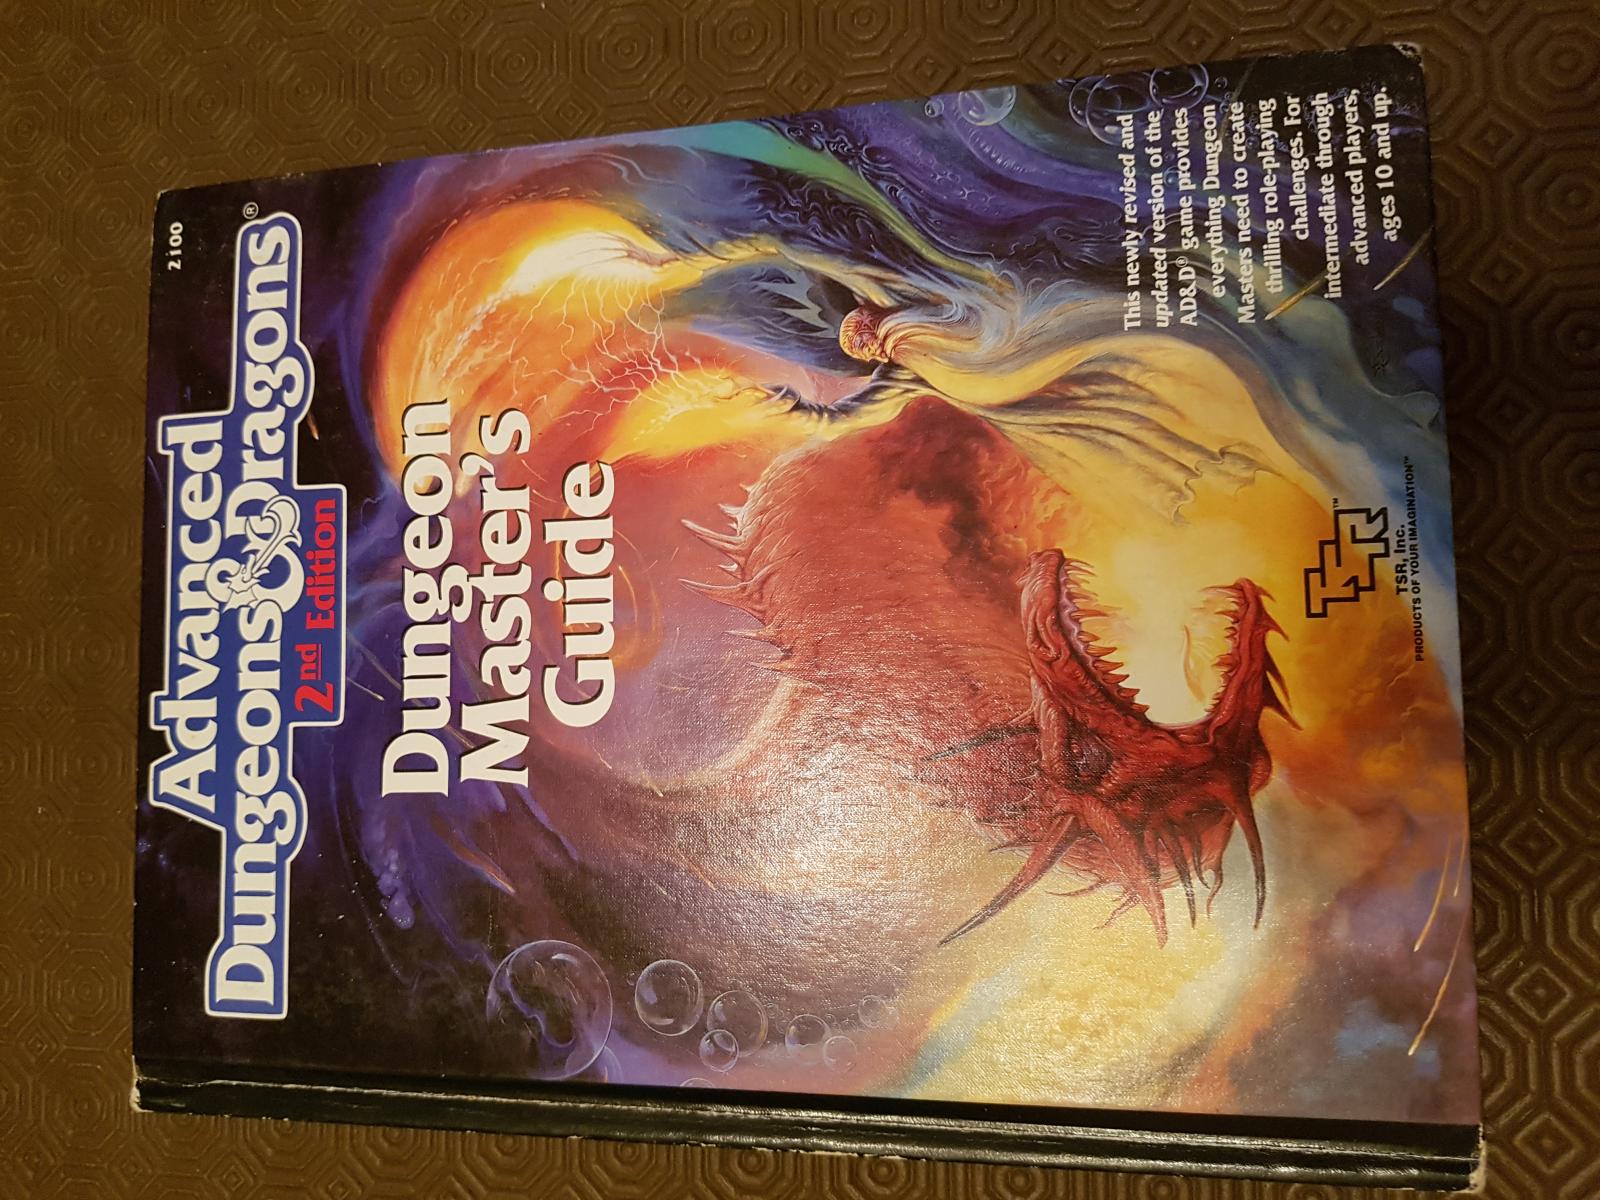 2100
Advanced
Dungeons & Dragons®
2nd Edition
Dungeon
Master's
Guide
This newly revised and
updated version of the
AD&D® game provides
everything Dungeon
Masters need to create
thrilling role-playing
challenges. For
intermediate through
advanced players,
ages 10 and up.
TSR™
TSR, Inc.
PRODUCTS OF YOUR IMAGINATION™